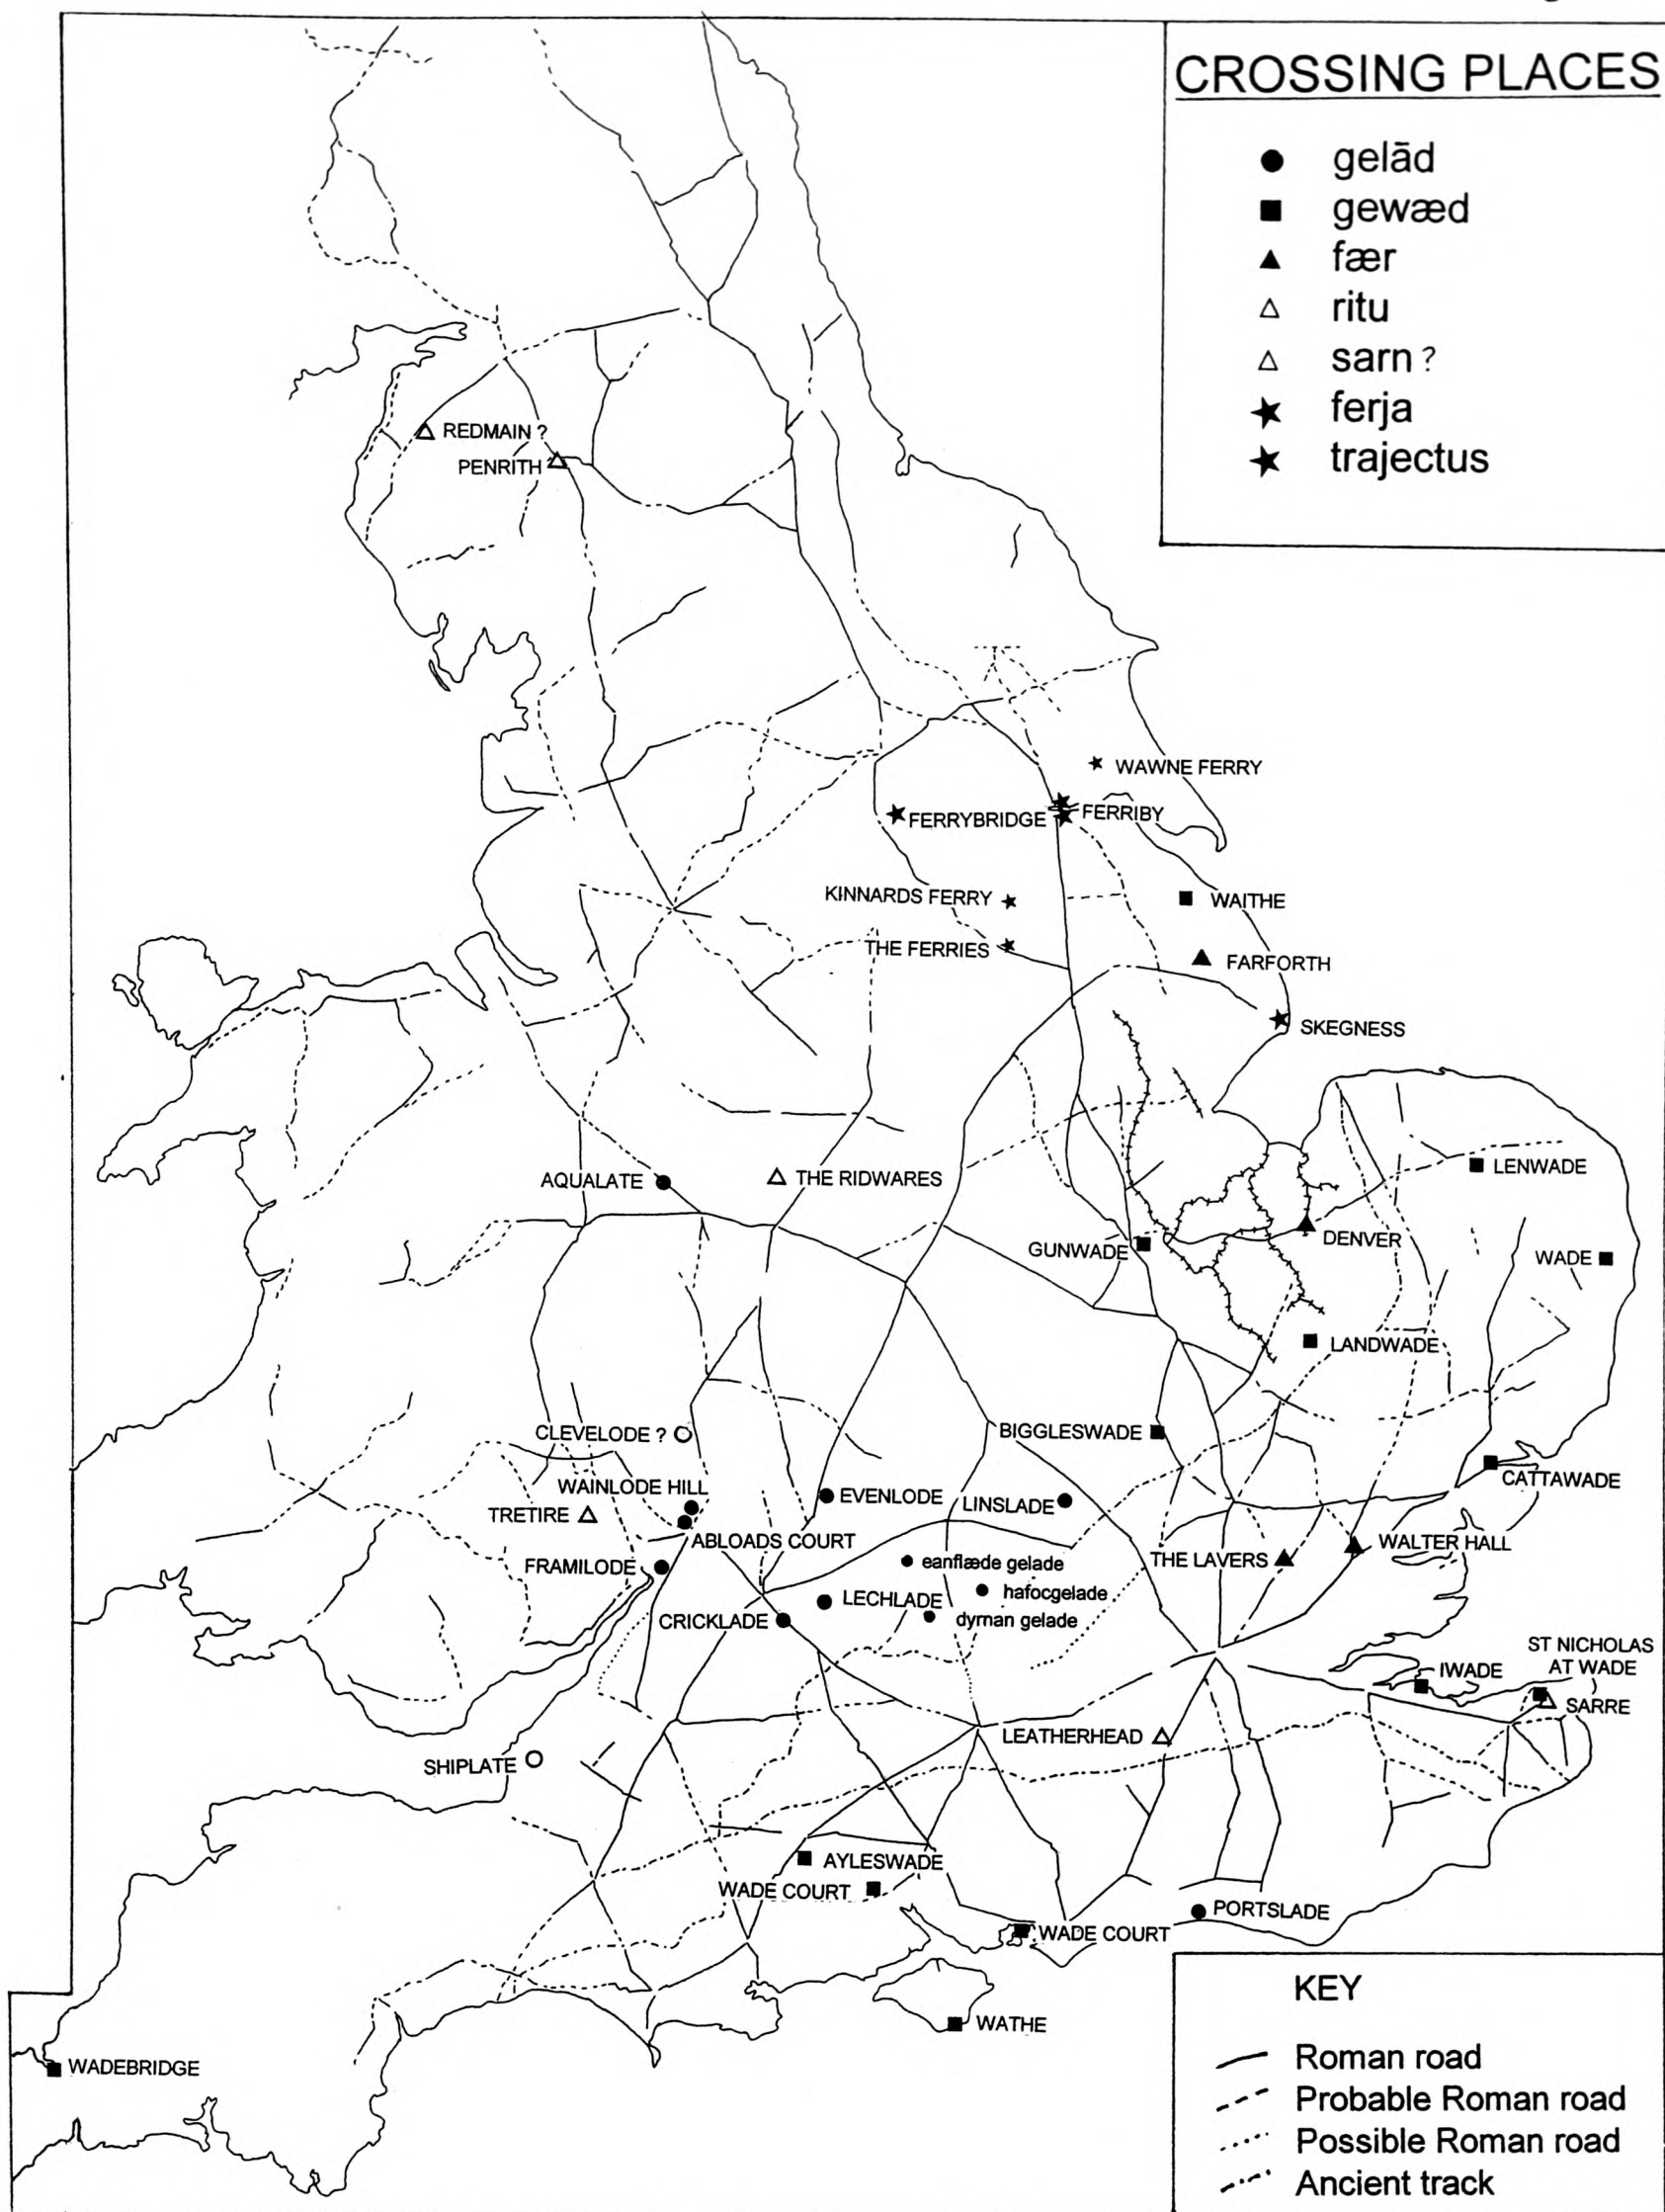 CROSSING PLACES
gelād
gewæd
fær
ritu
sarn ?
ferja
trajectus
REDMAIN ?
PENRITH
WAWNE FERRY
FERRYBRIDGE
FERRIBY
KINNARDS FERRY
WAITHE
THE FERRIES
FARFORTH
SKEGNESS
AQUALATE
THE RIDWARES
LENWADE
GUNWADE
DENVER
WADE
LANDWADE
CLEVELODE ?
BIGGLESWADE
CATTAWADE
WAINLODE HILL
EVENLODE
LINSLADE
TRETIRE
ABLOADS COURT
WALTER HALL
FRAMILODE
eanflæde gelade
THE LAVERS
LECHLADE
hafocgelade
CRICKLADE
dyrnan gelade
ST NICHOLAS
AT WADE
IWADE
SARRE
LEATHERHEAD
SHIPLATE
AYLESWADE
WADE COURT
PORTSLADE
WADE COURT
WATHE
WADEBRIDGE
KEY
Roman road
Probable Roman road
Possible Roman road
Ancient track